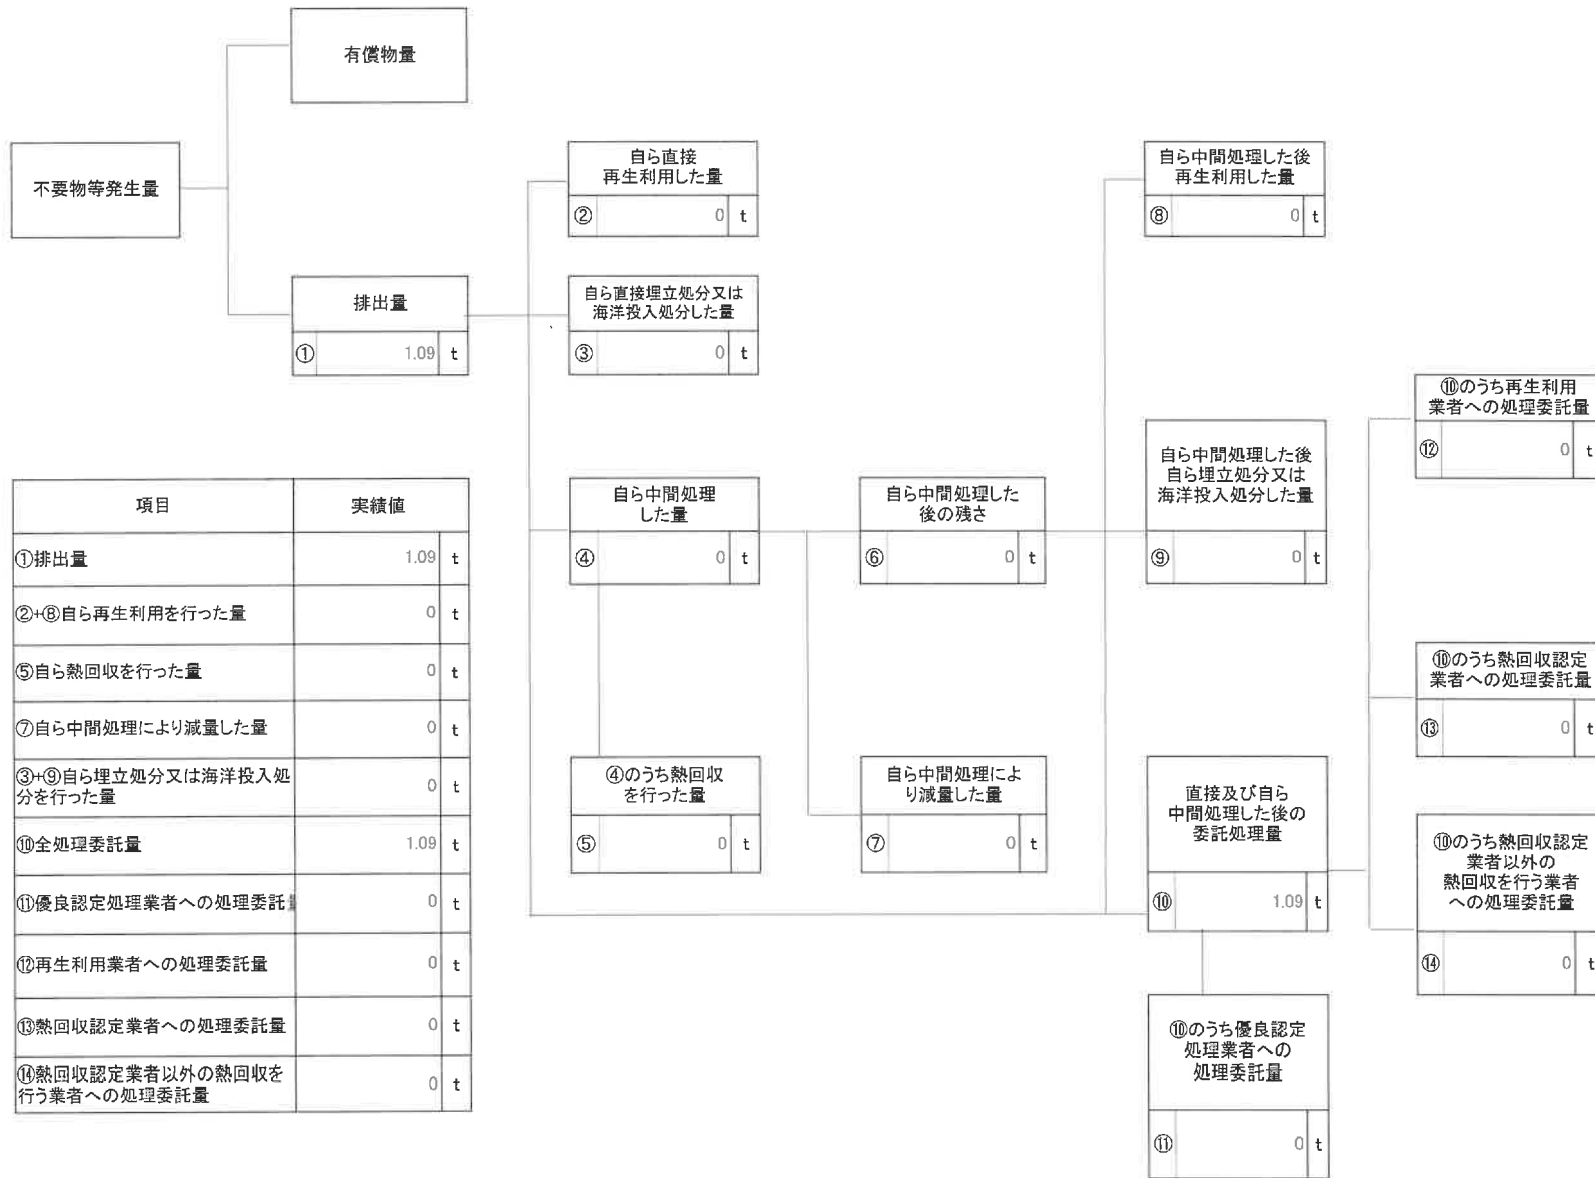 有償物量
不要物等発生量
排出量
① 1.09 t
自ら直接
再生利用した量
② 0 t
自ら直接埋立処分又は
海洋投入処分した量
③ 0 t
自ら中間処理
した量
④ 0 t
④のうち熱回収
を行った量
⑤ 0 t
自ら中間処理した
後の残さ
⑥ 0 t
自ら中間処理によ
り減量した量
⑦ 0 t
自ら中間処理した後
再生利用した量
⑧ 0 t
自ら中間処理した後
自ら埋立処分又は
海洋投入処分した量
⑨ 0 t
直接及び自ら
中間処理した後の
委託処理量
⑩ 1.09 t
⑩のうち優良認定
処理業者への
処理委託量
⑪ 0 t
⑩のうち再生利用
業者への処理委託量
⑫ 0 t
⑩のうち熱回収認定
業者への処理委託量
⑬ 0 t
⑩のうち熱回収認定
業者以外の
熱回収を行う業者
への処理委託量
⑭ 0 t
項目 実績値
①排出量 1.09 t
②+⑧自ら再生利用を行った量 0 t
⑤自ら熱回収を行った量 0 t
⑦自ら中間処理により減量した量 0 t
③+⑨自ら埋立処分又は海洋投入処
分を行った量 0 t
⑩全処理委託量 1.09 t
⑪優良認定処理業者への処理委託量 0 t
⑫再生利用業者への処理委託量 0 t
⑬熱回収認定業者への処理委託量 0 t
⑭熱回収認定業者以外の熱回収を
行う業者への処理委託量 0 t